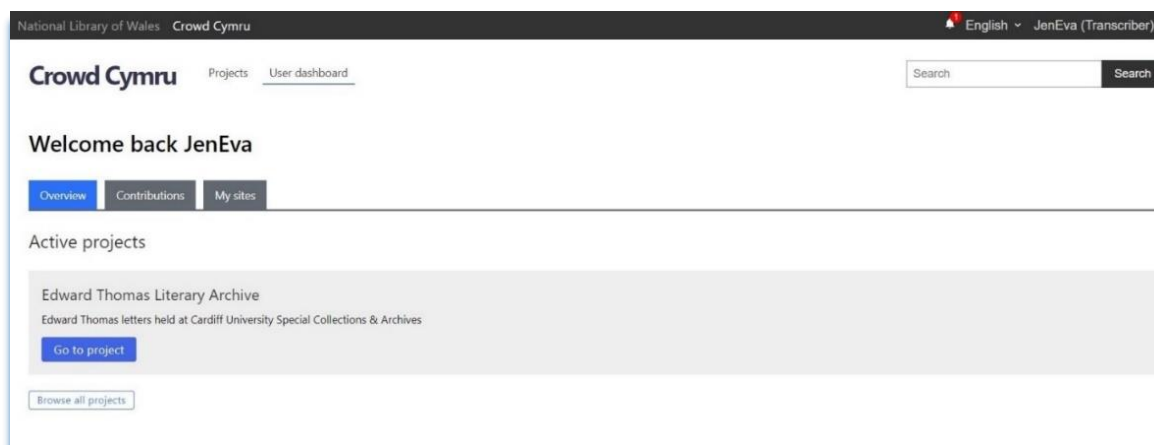 National Library of Wales Crowd Cymru 1 English JenEva (Transcriber)
Crowd Cymru Projects User dashboard Search Search
Welcome back JenEva
Overview Contributions My sites
Active projects
Edward Thomas Literary Archive
Edward Thomas letters held at Cardiff University Special Collections & Archives
Go to project
Browse all projects